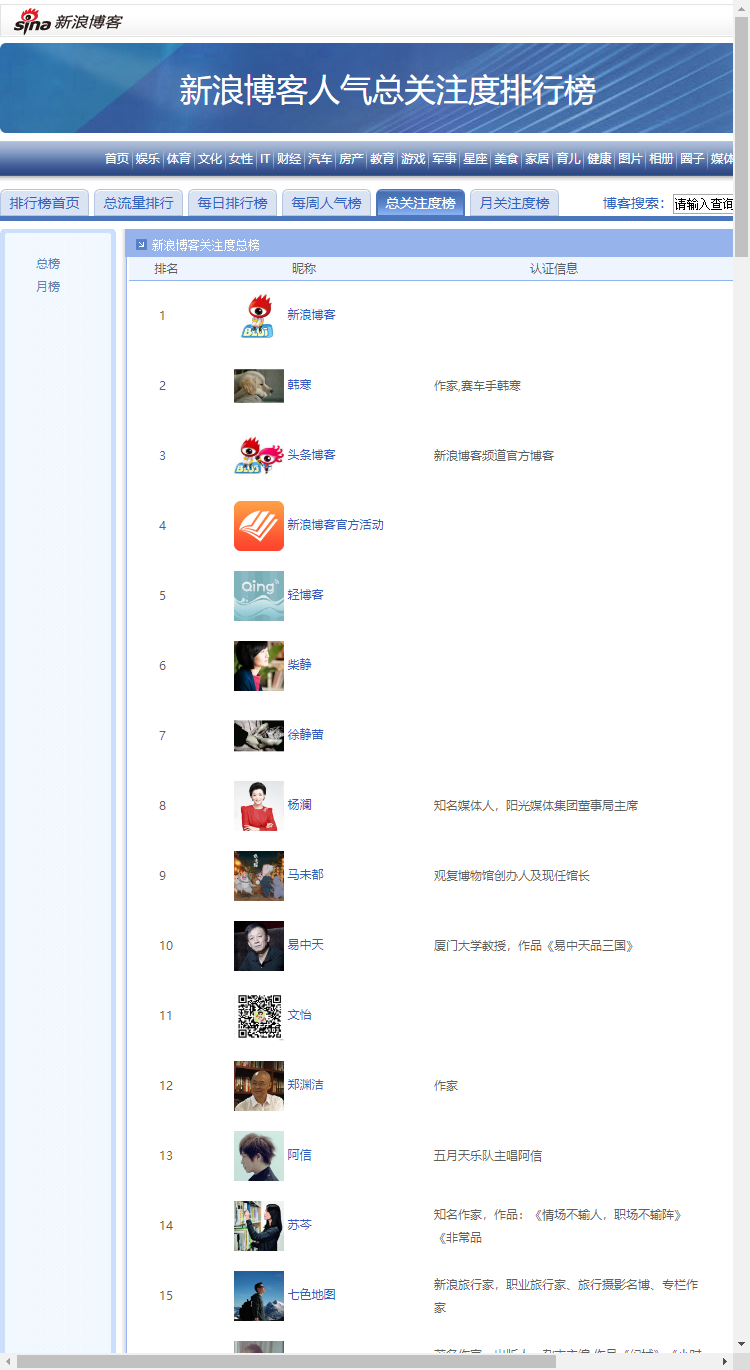 sina 新浪博客
新浪博客人气总关注度排行榜
首页 娱乐 体育 文化 女性 IT 财经 汽车 房产 教育 游戏 军事 星座 美食 家居 育儿 健康 图片 相册 圈子 媒体
排行榜首页 总流量排行 每日排行榜 每周人气榜 总关注度榜 月关注度榜 博客搜索: 请输入查询
总榜
月榜
新浪博客关注度总榜
排名 昵称 认证信息
1 新浪博客
2 韩寒 作家,赛车手韩寒
3 头条博客 新浪博客频道官方博客
4 新浪博客官方活动
Qing
5 轻博客
6 柴静
7 徐静蕾
8 杨澜 知名媒体人，阳光媒体集团董事局主席
9 马未都 观复博物馆创办人及现任馆长
10 易中天 厦门大学教授，作品《易中天品三国》
11 文怡
12 郑渊洁 作家
13 阿信 五月天乐队主唱阿信
14 苏芩 知名作家，作品：《情场不输人，职场不输阵》
《非常品
15 七色地图 新浪旅行家，职业旅行家、旅行摄影名博、专栏作
家